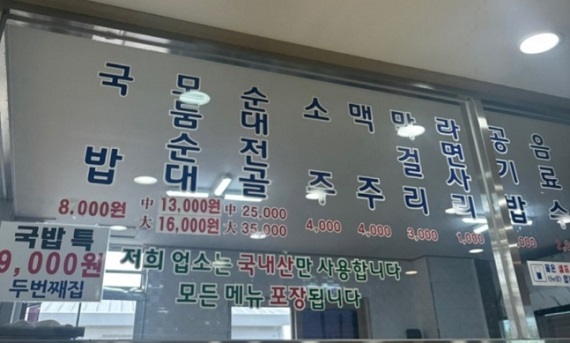 국밥
8,000원
모둠순대
中 13,000원
大 16,000원
순대전골
中 25,000
大 35,000
소주
4,000
맥주
4,000
막걸리
3,000
라면사리
1,000
공기밥
음료수
국밥 특
9,000원
두번째집
저희 업소는 국내산만 사용합니다
모든 메뉴 포장됩니다